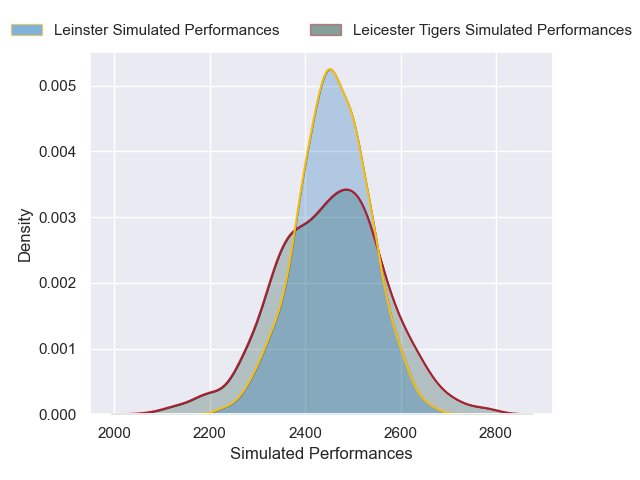 Leinster Simulated Performances
Leicester Tigers Simulated Performances
0.005
0.004
0.003
0.002
0.001
0.000
Density
2000
2200
2400
2600
2800
Simulated Performances